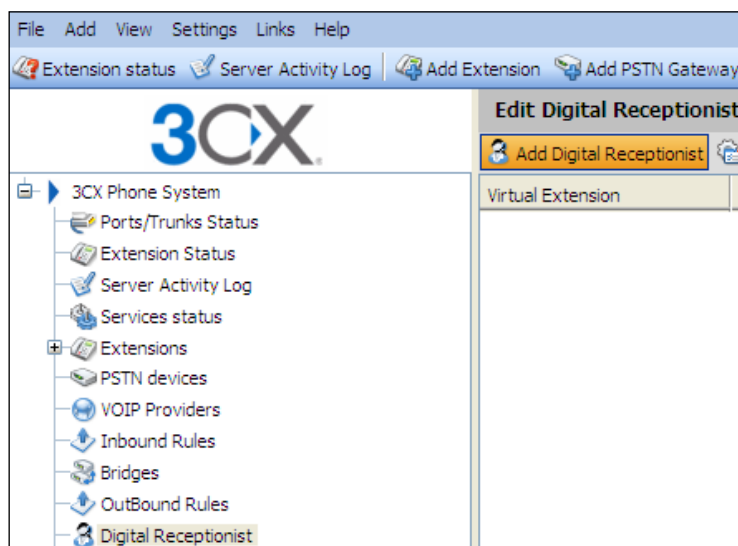 File Add View Settings Links Help
Extension status Server Activity Log Add Extension Add PSTN Gateway
3CX
Edit Digital Receptionist
Add Digital Receptionist
Virtual Extension
3CX Phone System
Ports/Trunks Status
Extension Status
Server Activity Log
Services status
Extensions
PSTN devices
VOIP Providers
Inbound Rules
Bridges
OutBound Rules
Digital Receptionist